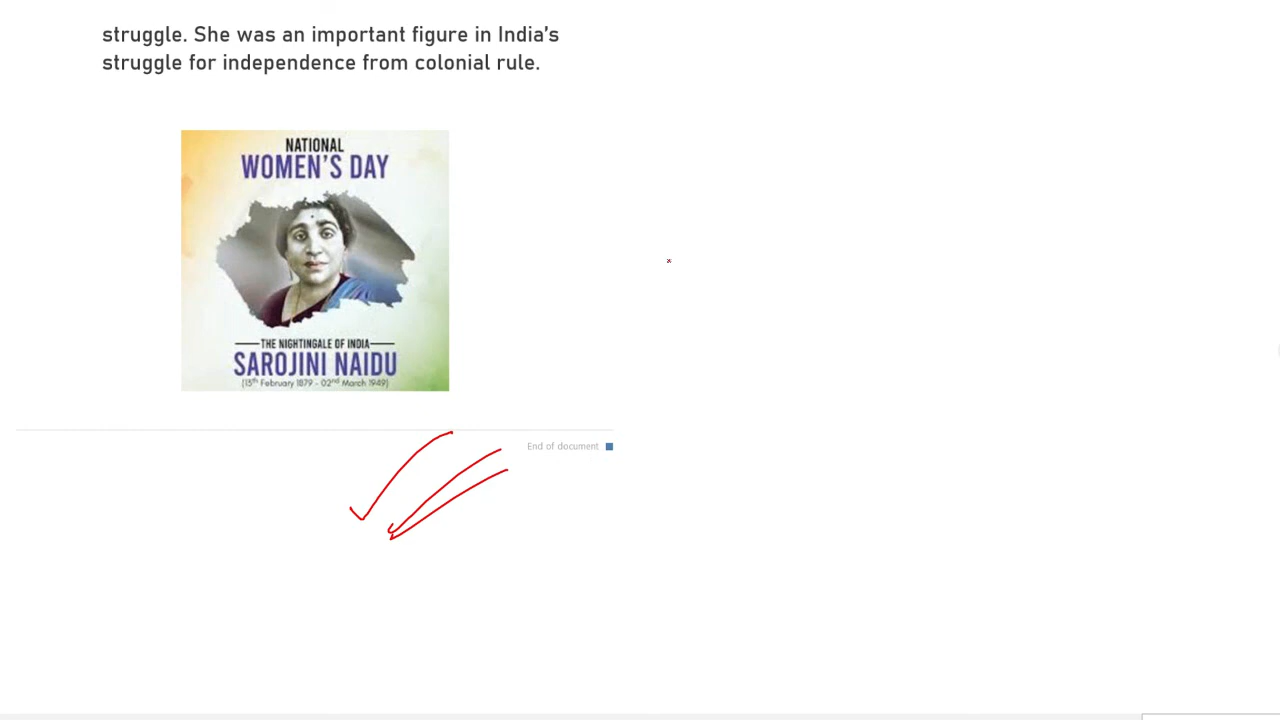 struggle. She was an important figure in India's
struggle for independence from colonial rule.
NATIONAL
WOMEN'S DAY
THE NIGHTINGALE OF INDIA
SAROJINI NAIDU
(13th February 1879 - 02nd March 1949)
End of document